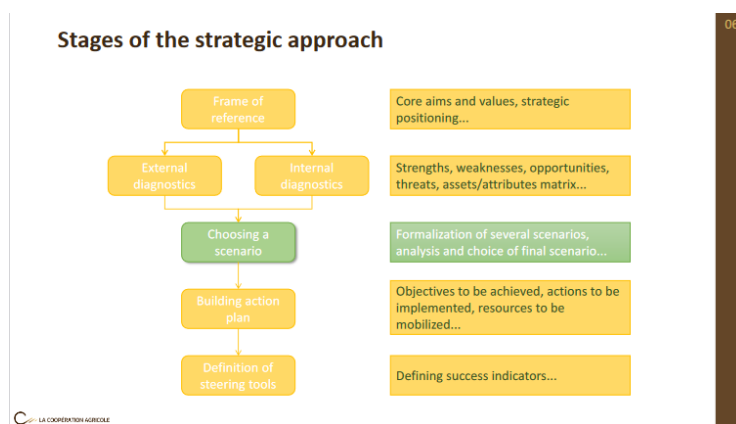 Stages of the strategic approach
06
Frame of
reference
Core aims and values, strategic
positioning...
External
diagnostics
Internal
diagnostics
Strengths, weaknesses, opportunities,
threats, assets/attributes matrix...
Choosing a
scenario
Formalization of several scenarios,
analysis and choice of final scenario...
Building action
plan
Objectives to be achieved, actions to be
implemented, resources to be
mobilized...
Definition of
steering tools
Defining success indicators...
LA COOPÉRATION AGRICOLE